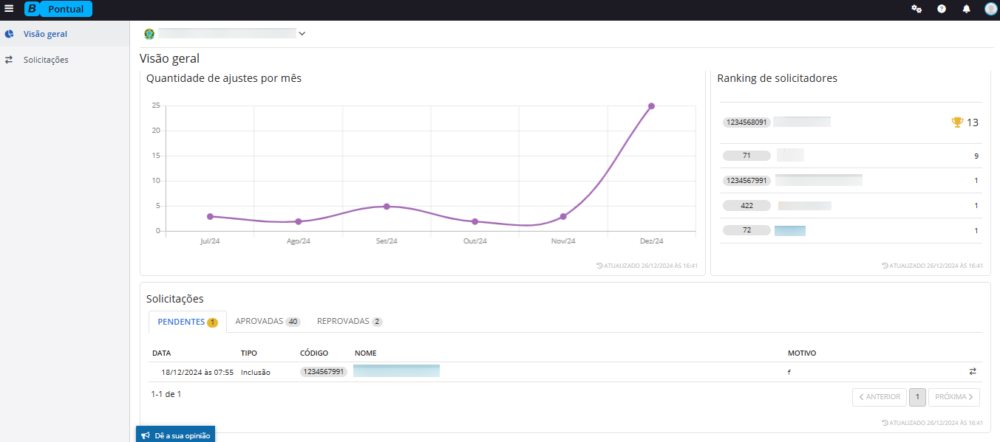 B Pontual
Visão geral
Solicitações
Visão geral
Quantidade de ajustes por mês
25
20
15
10
5
0
Jul/24 Ago/24 Set/24 Out/24 Nov/24 Dez/24
ATUALIZADO 26/12/2024 ÀS 16:41
Ranking de solicitadores
1234568091 13
71 9
1234567991 1
422 1
72 1
ATUALIZADO 26/12/2024 ÀS 16:41
Solicitações
PENDENTES 1 APROVADAS 40 REPROVADAS 2
DATA TIPO CÓDIGO NOME MOTIVO
18/12/2024 às 07:55 Inclusão 1234567991 f
1-1 de 1
ANTERIOR 1 PRÓXIMA
ATUALIZADO 26/12/2024 ÀS 16:41
Dê a sua opinião